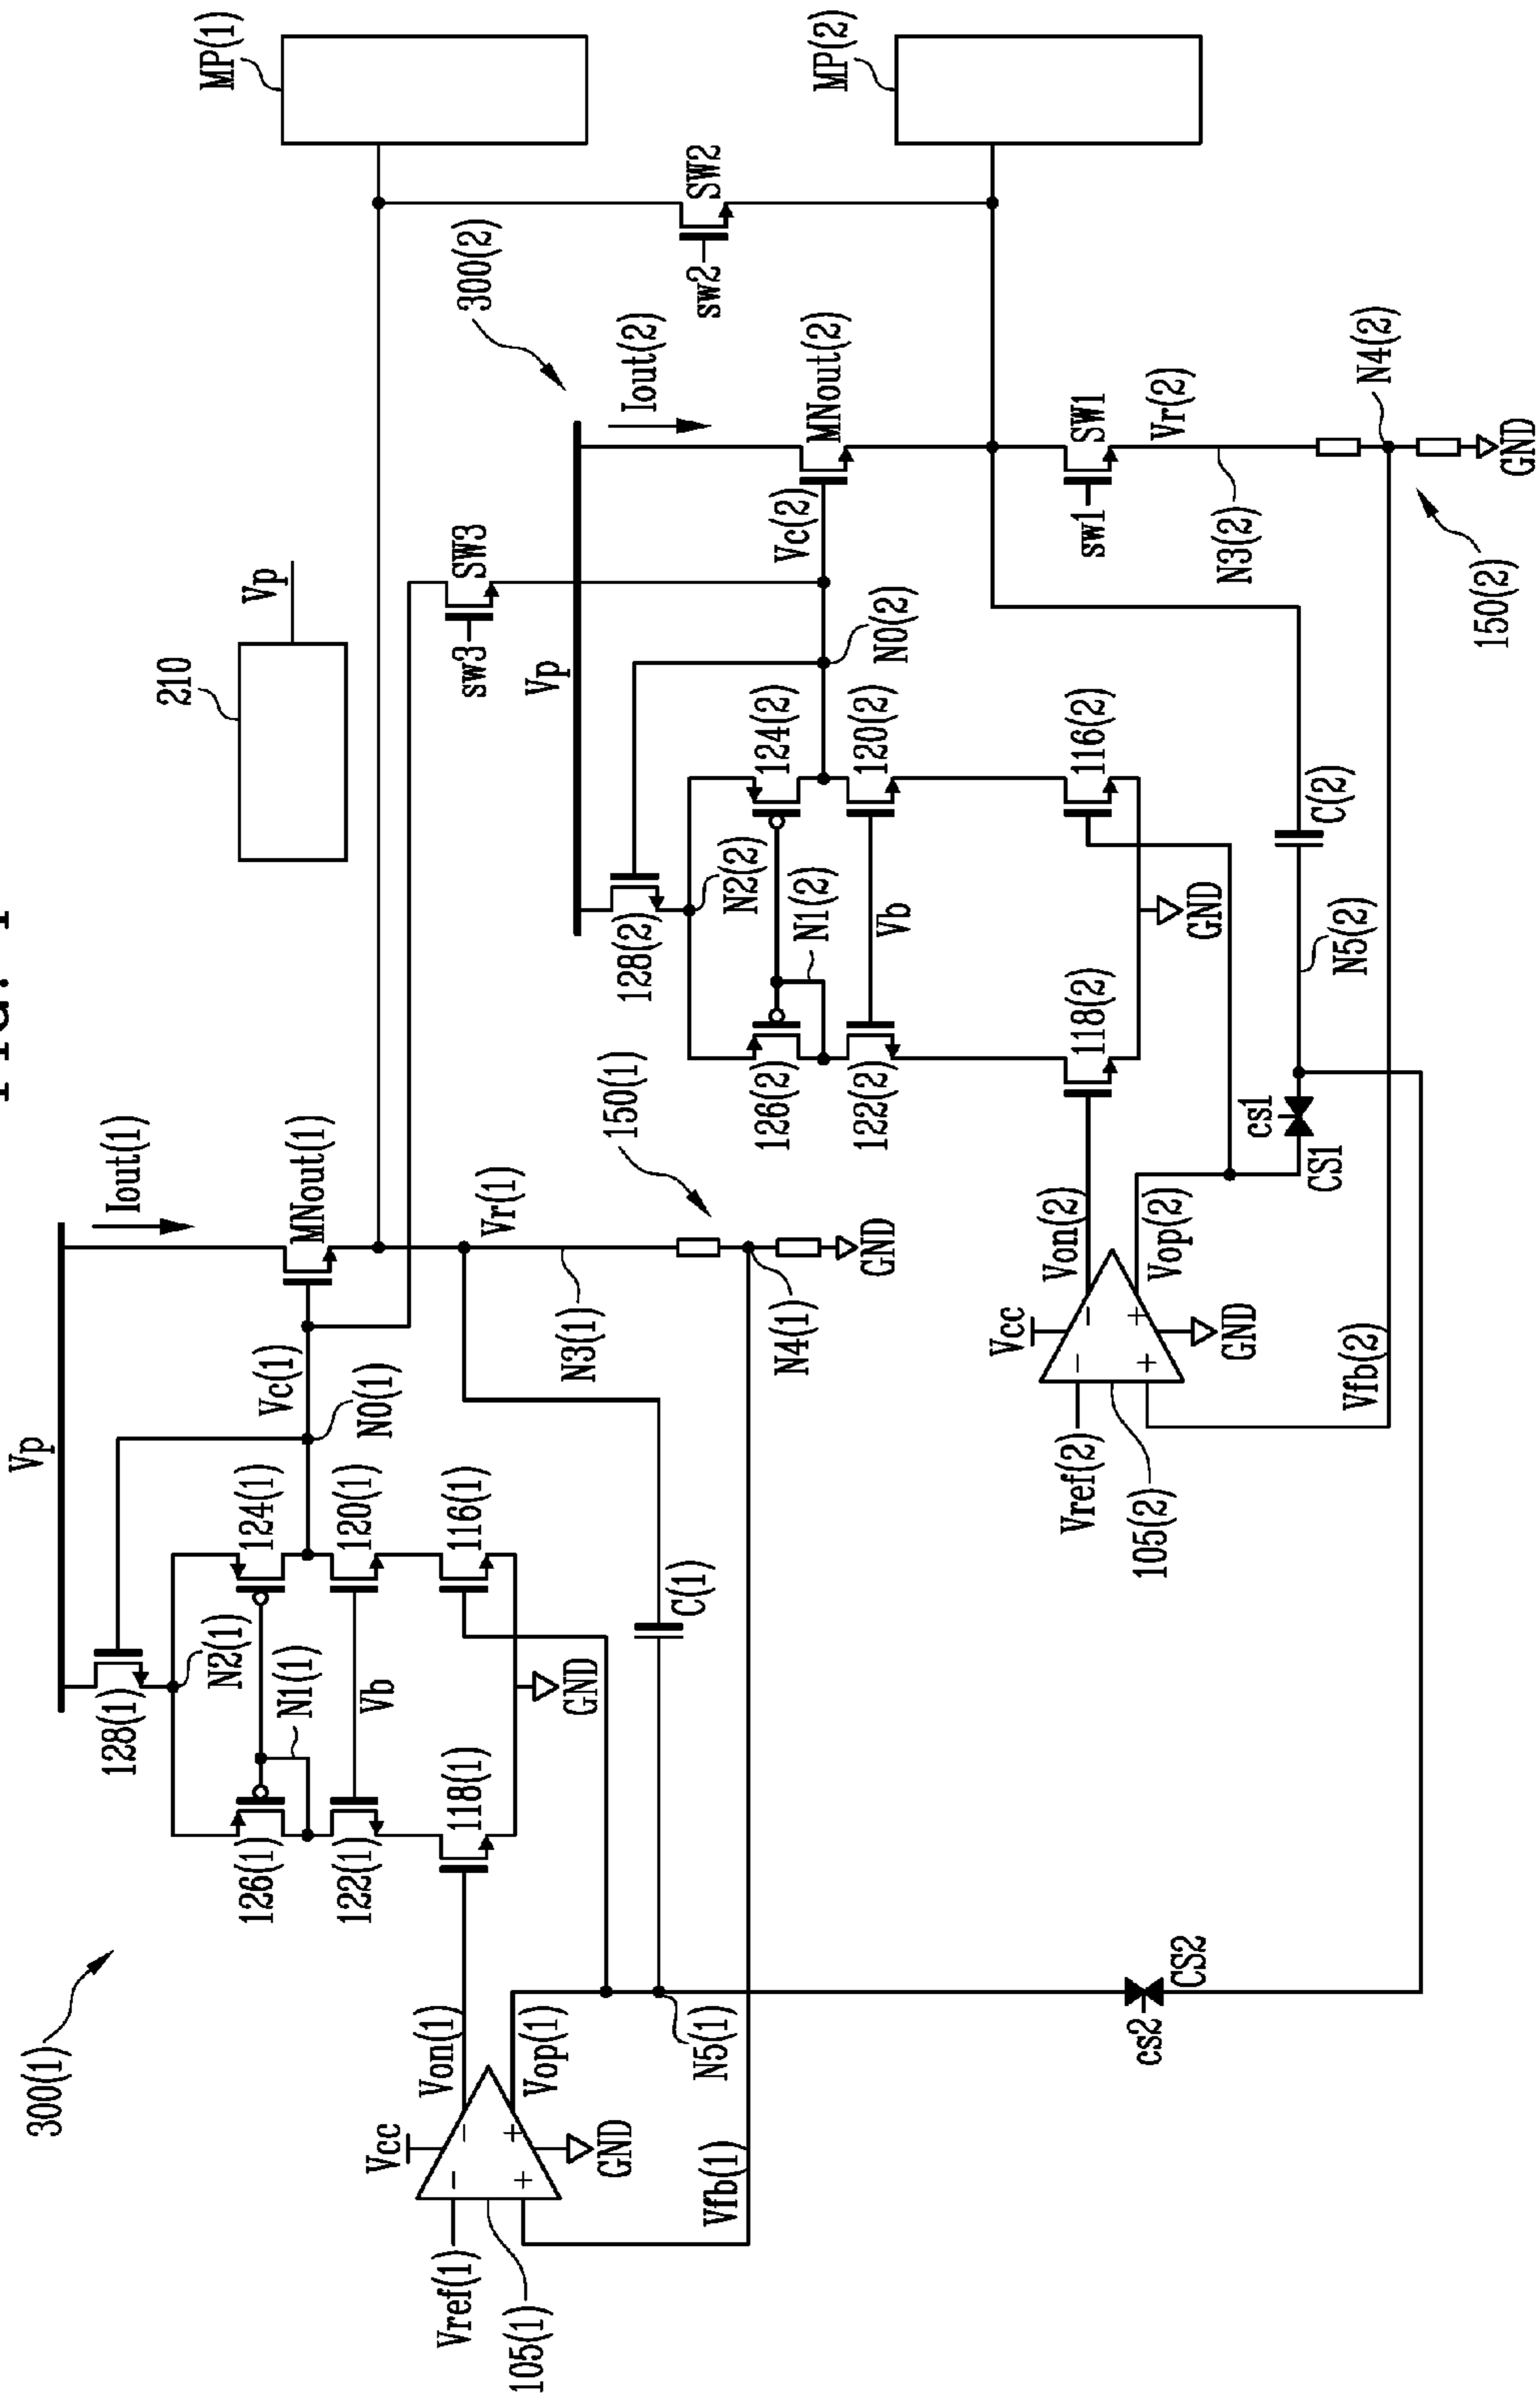 300(1)
Vp
Iout(1)
128(1)
N2(1)
126(1)
124(1)
N1(1)
Vc(1)
MNout(1)
N0(1)
122(1)
Vb
120(1)
Vcc
Von(1)
118(1)
116(1)
Vr(1)
Vref(1)
105(1)
Vop(1)
GND
GND
C(1)
N3(1)
150(1)
N5(1)
Vfb(1)
N4(1)
GND
210
Vp
MP(1)
SW3
sw3
300(2)
Vp
Iout(2)
SW2
sw2
MP(2)
128(2)
N2(2)
126(2)
124(2)
N1(2)
Vc(2)
MNout(2)
N0(2)
122(2)
Vb
120(2)
Vcc
Von(2)
118(2)
116(2)
SW1
sw1
Vr(2)
Vref(2)
105(2)
Vop(2)
GND
GND
N3(2)
cs1
CS1
C(2)
N5(2)
CS2
cs2
Vfb(2)
N4(2)
150(2)
GND